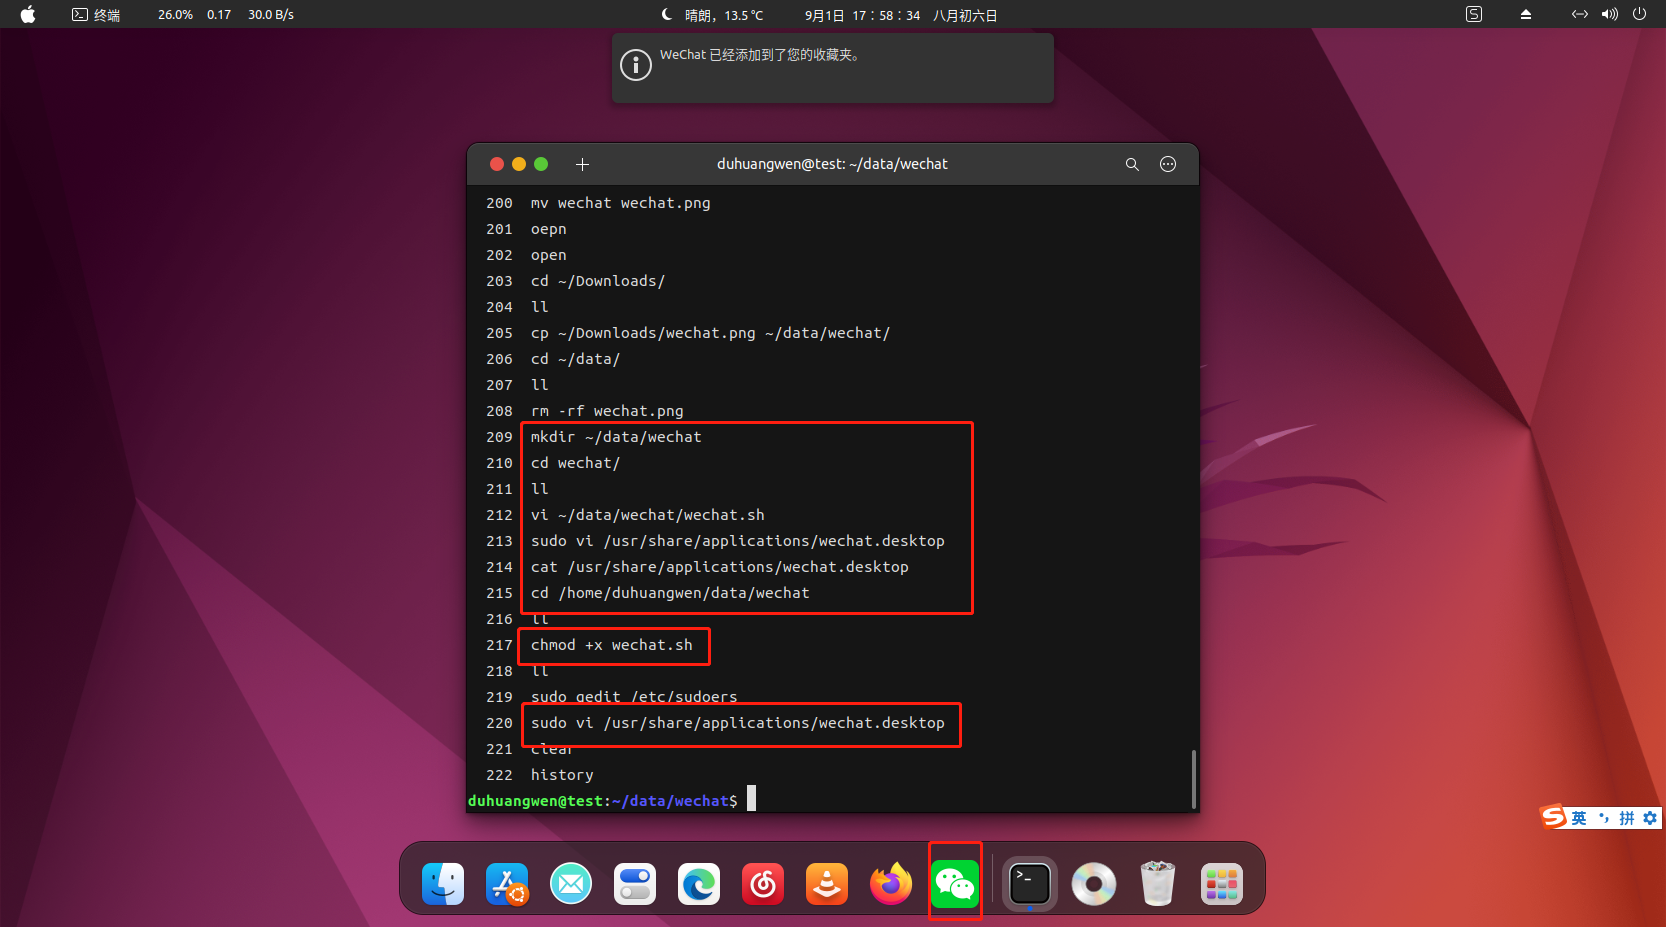 终端 26.0% 0.17 30.0 B/s 晴朗，13.5 ℃ 9月1日 17：58：34 八月初六日
WeChat 已经添加到了您的收藏夹。
duhuangwen@test: ~/data/wechat
200 mv wechat wechat.png
201 oepn
202 open
203 cd ~/Downloads/
204 ll
205 cp ~/Downloads/wechat.png ~/data/wechat/
206 cd ~/data/
207 ll
208 rm -rf wechat.png
209 mkdir ~/data/wechat
210 cd wechat/
211 ll
212 vi ~/data/wechat/wechat.sh
213 sudo vi /usr/share/applications/wechat.desktop
214 cat /usr/share/applications/wechat.desktop
215 cd /home/duhuangwen/data/wechat
216 ll
217 chmod +x wechat.sh
218 ll
219 sudo gedit /etc/sudoers
220 sudo vi /usr/share/applications/wechat.desktop
221 clear
222 history
duhuangwen@test:~/data/wechat$
英 拼